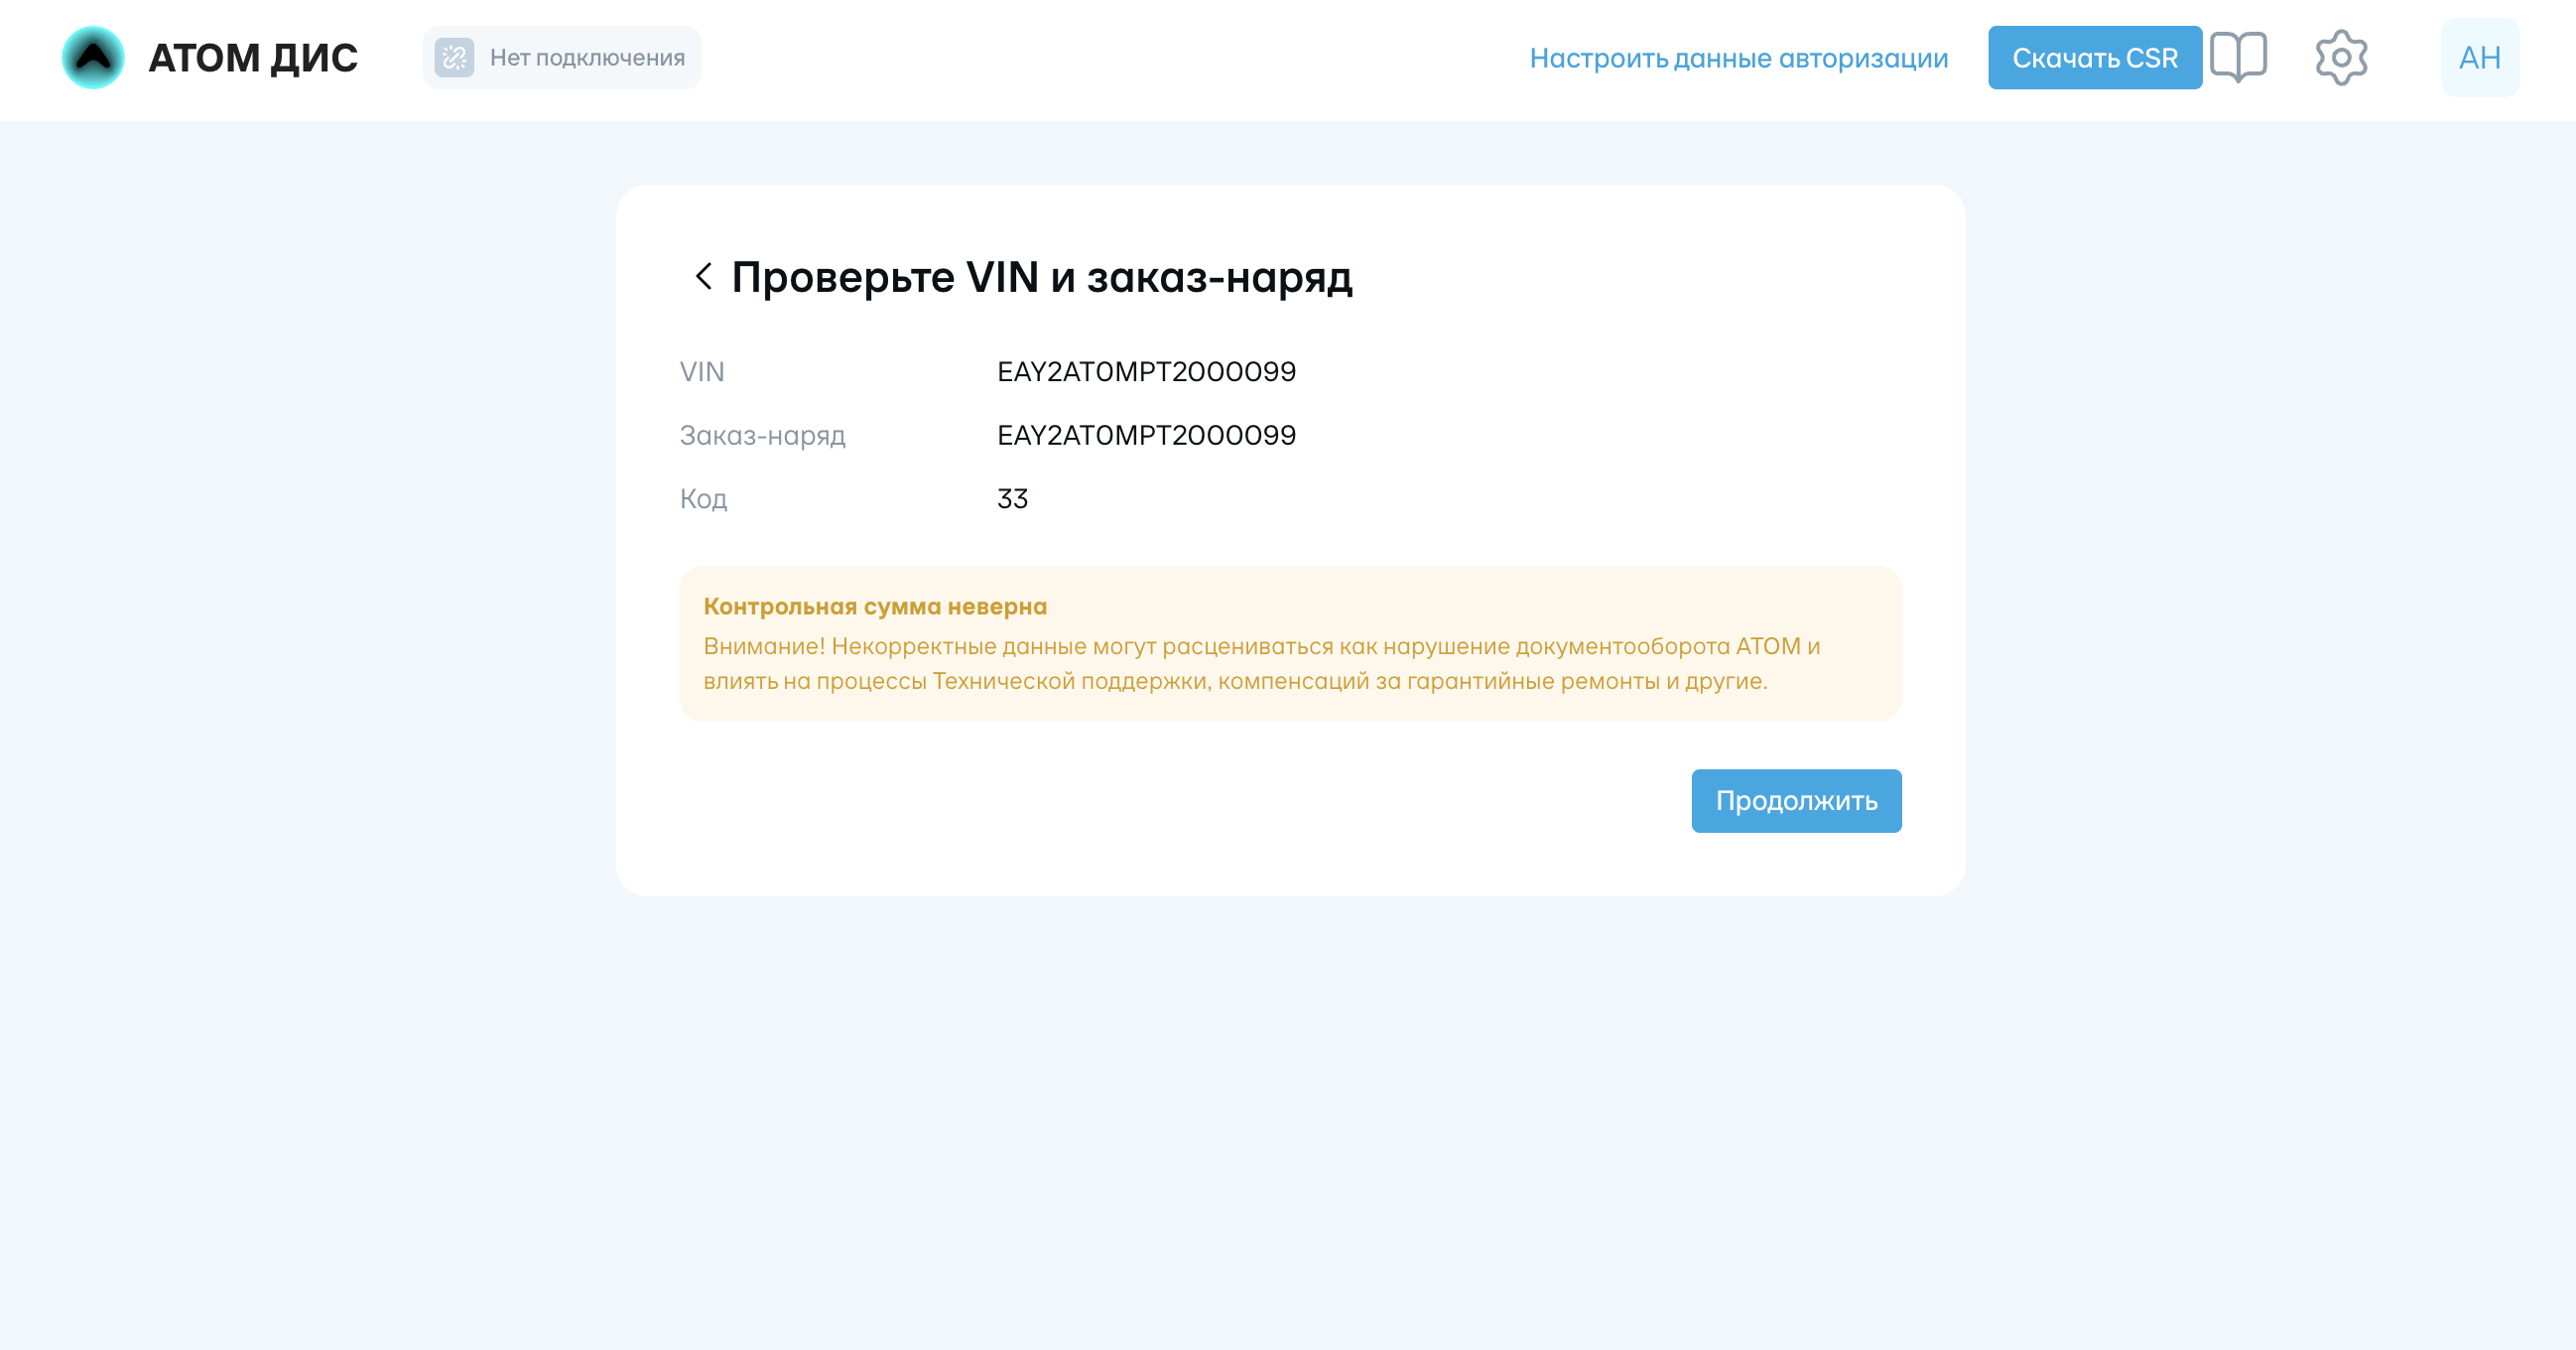 АТОМ ДИС
Нет подключения
Настроить данные авторизации
Скачать CSR
АН
Проверьте VIN и заказ-наряд
VIN
EAY2AT0MPT2000099
Заказ-наряд
EAY2AT0MPT2000099
Код
33
Контрольная сумма неверна
Внимание! Некорректные данные могут расцениваться как нарушение документооборота АТОМ и
влиять на процессы Технической поддержки, компенсаций за гарантийные ремонты и другие.
Продолжить